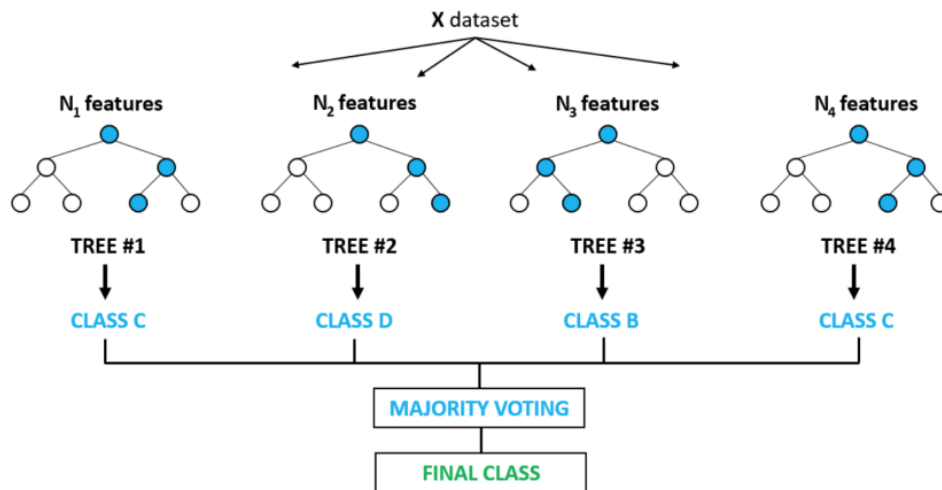 X dataset
N₁ features
N₂ features
N₃ features
N₄ features
TREE #1
TREE #2
TREE #3
TREE #4
CLASS C
CLASS D
CLASS B
CLASS C
MAJORITY VOTING
FINAL CLASS